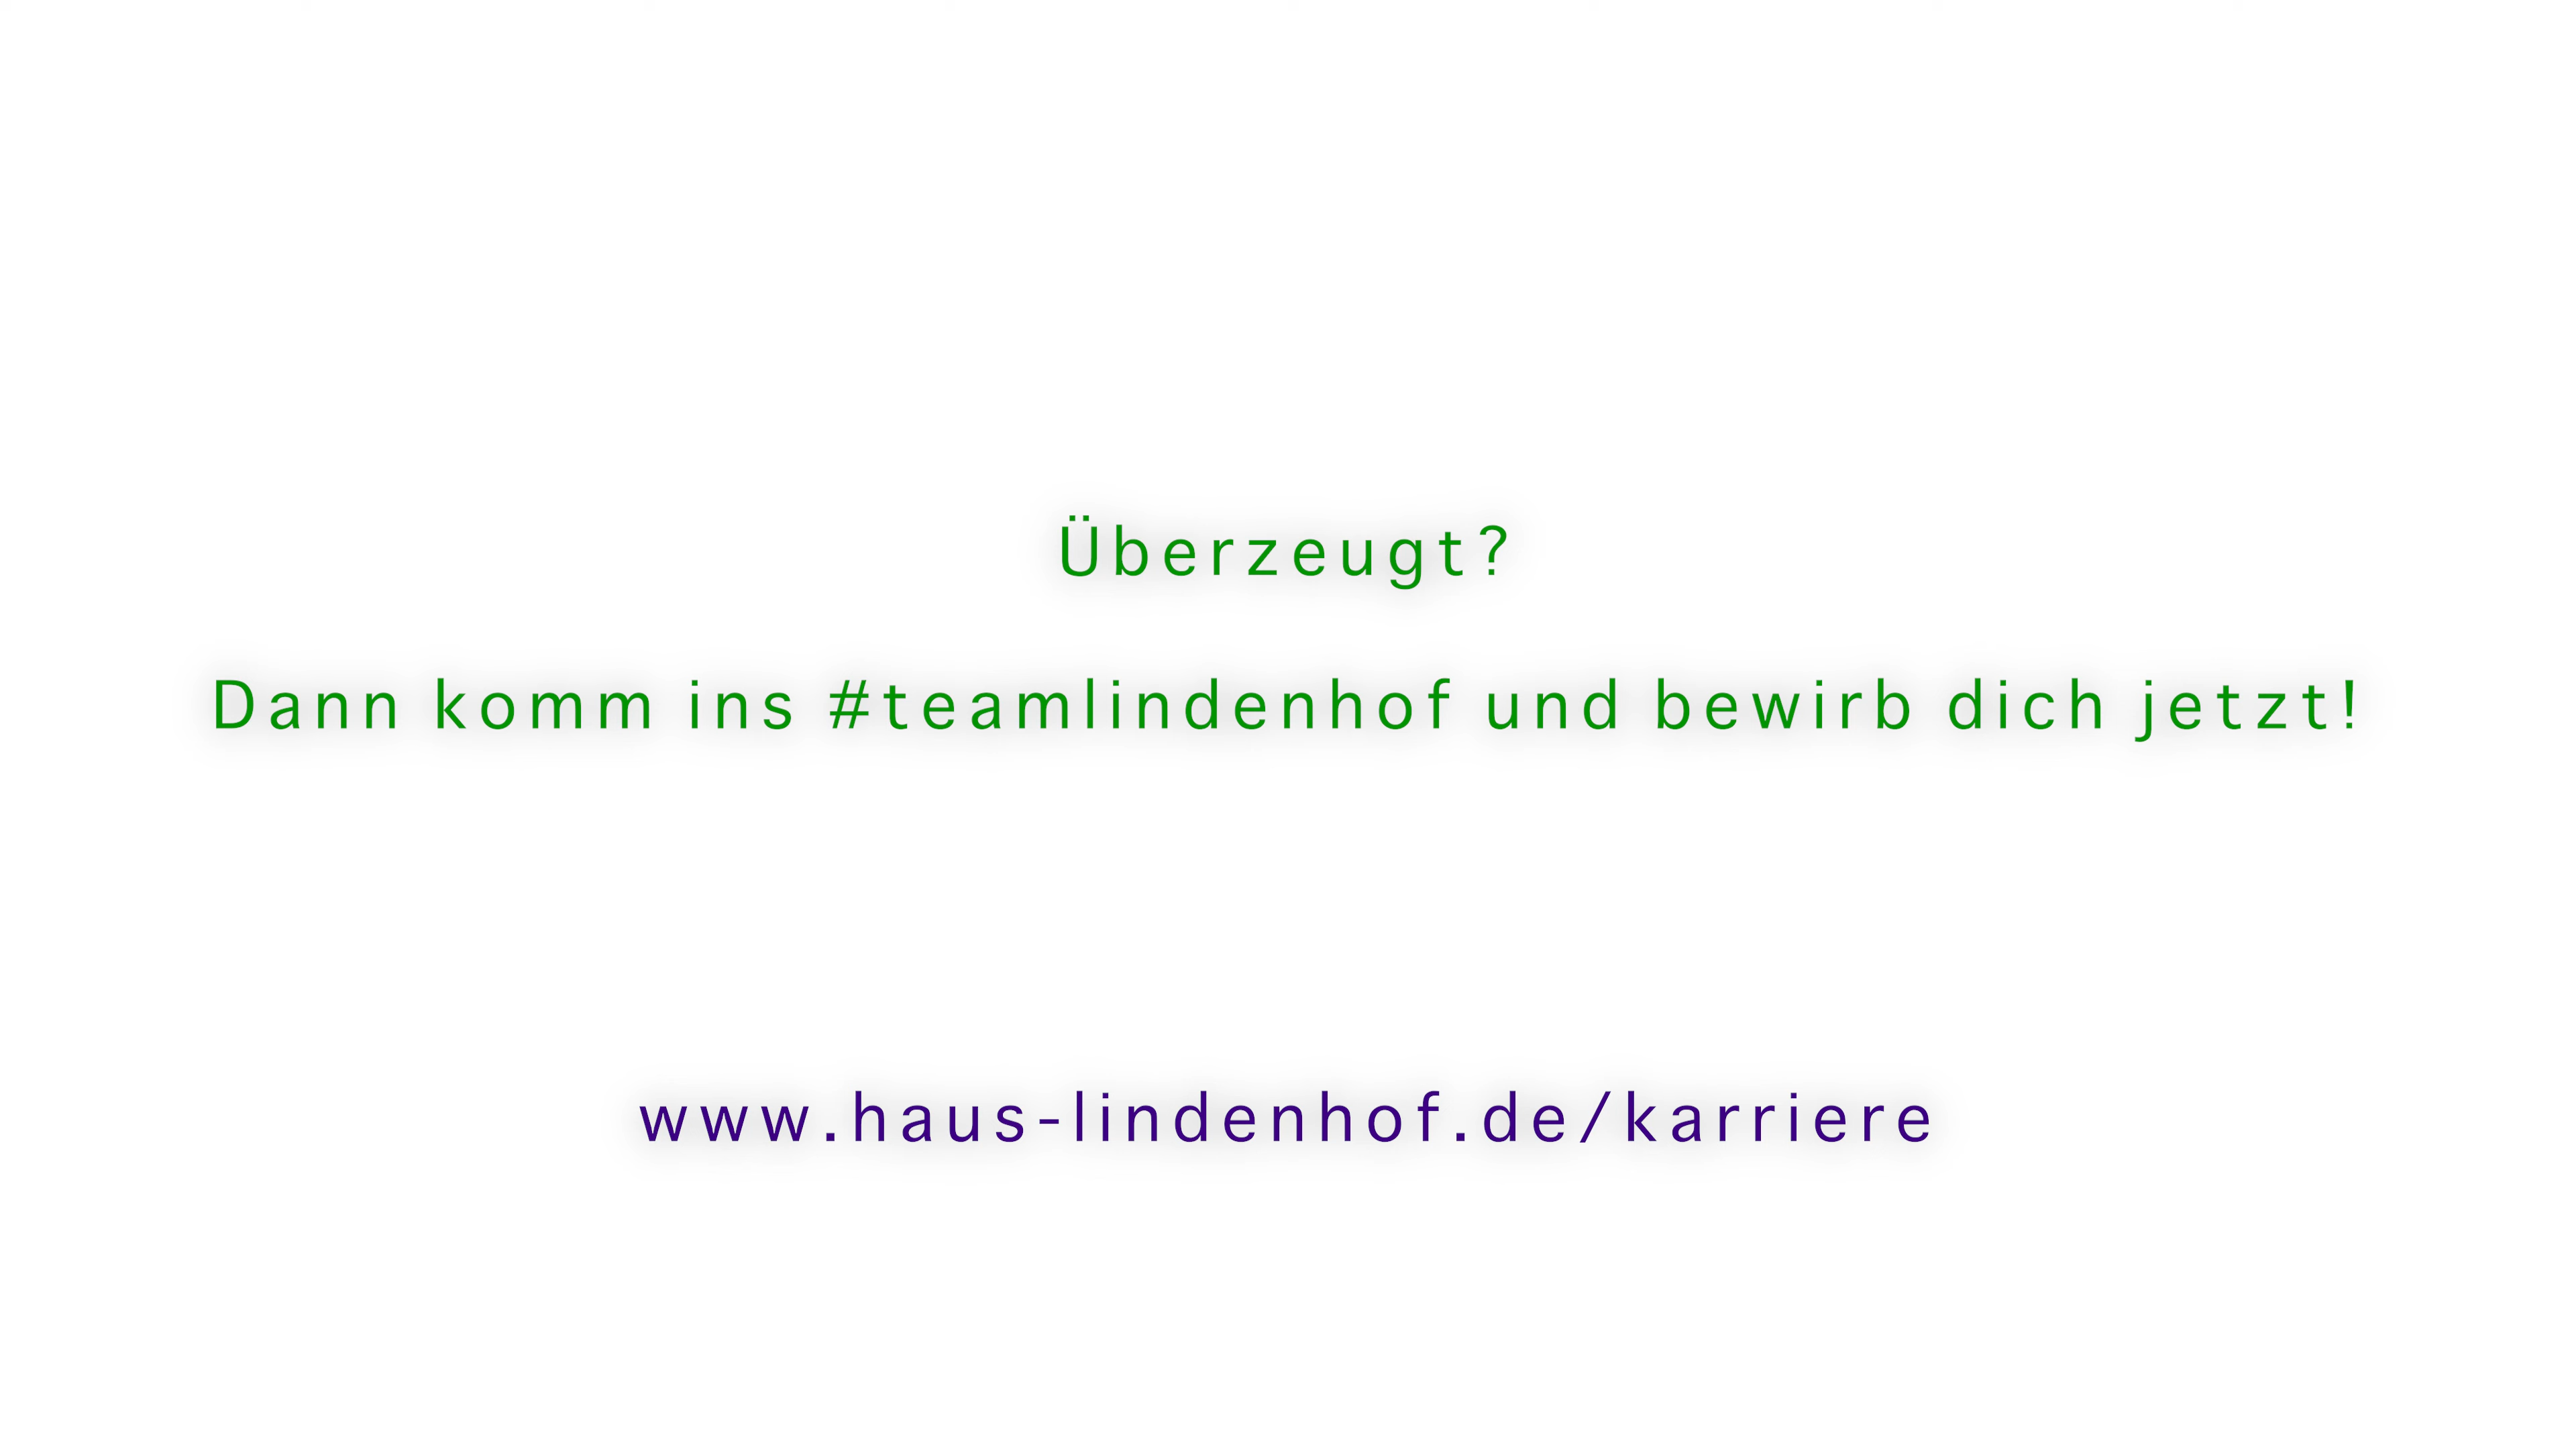 Überzeugt?
Dann komm ins #teamlindenhof und bewirb dich jetzt!
www.haus-lindenhof.de/karriere